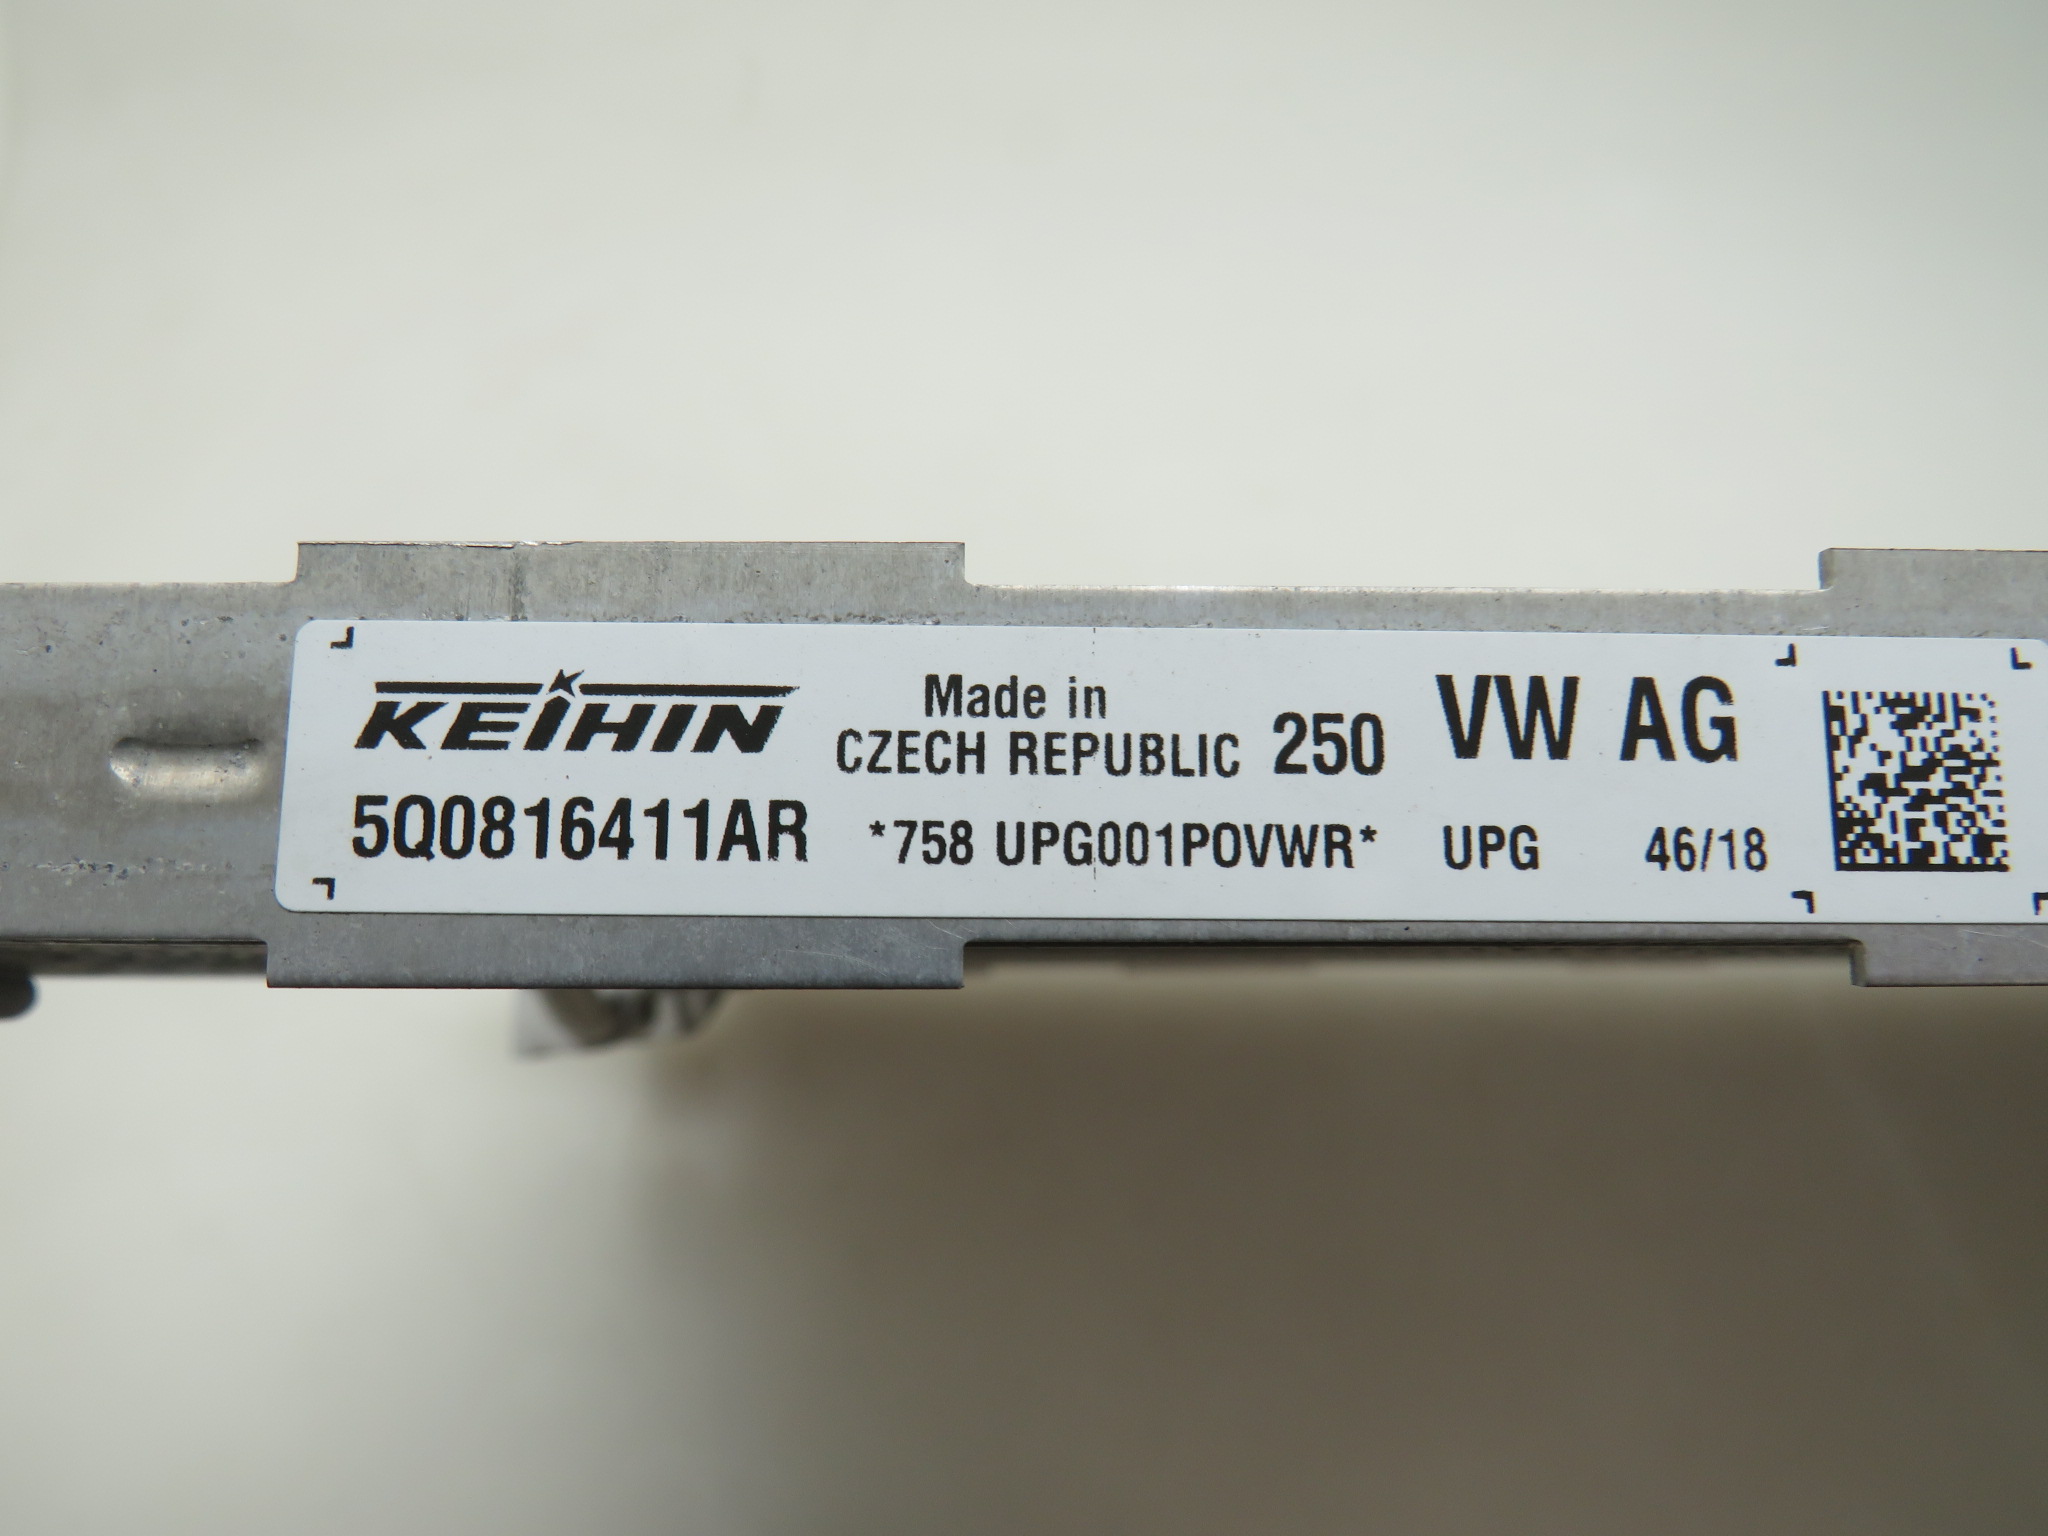 KEIHIN
Made in
CZECH REPUBLIC 250 VW AG
5Q0816411AR *758 UPG001POVWR* UPG 46/18